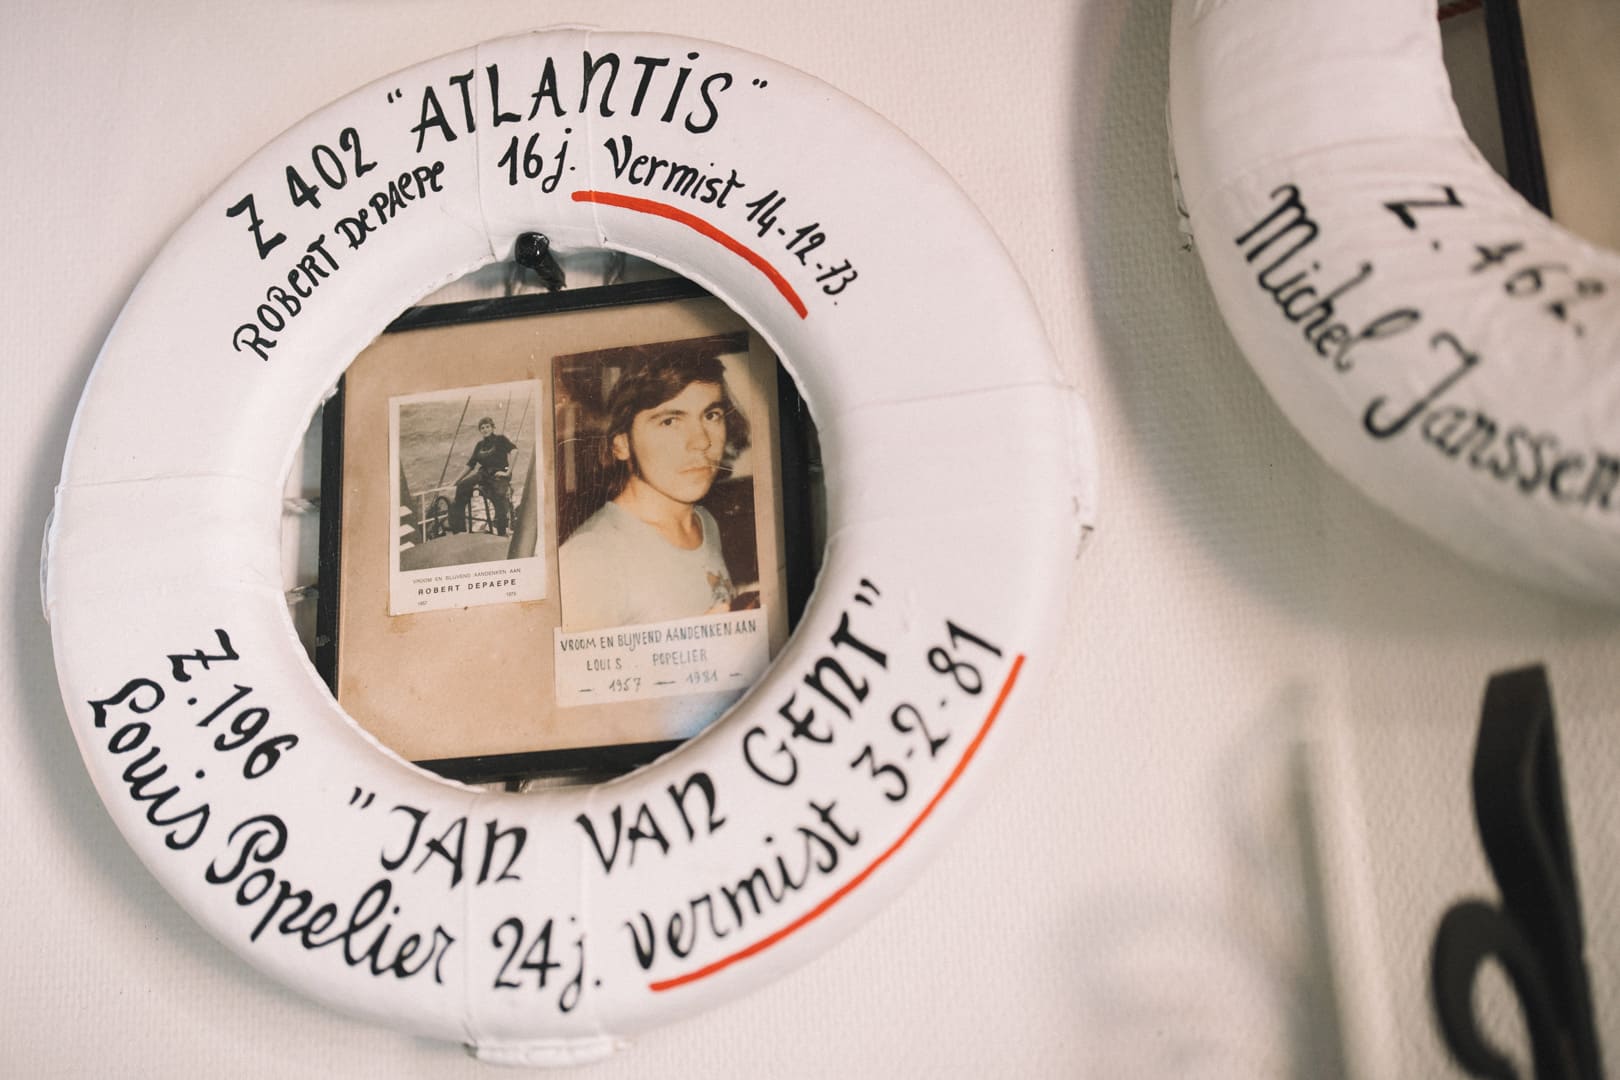 Z 402 "ATLANTiS"
ROBERT DEPAEPE 16j. Vermist 14-12-73.
VROOM EN BLIJVEND AANDENKEN AAN
ROBERT DEPAEPE
1957 1973
VROOM EN BLIJVEND AANDENKEN AAN
LOUIS . POPELIER
— 1957 — 1981 —
Z.196 "JAN VAN GENT"
Louis Popelier 24j. vermist 3-2-81
Z. 462.
Michel Janssen